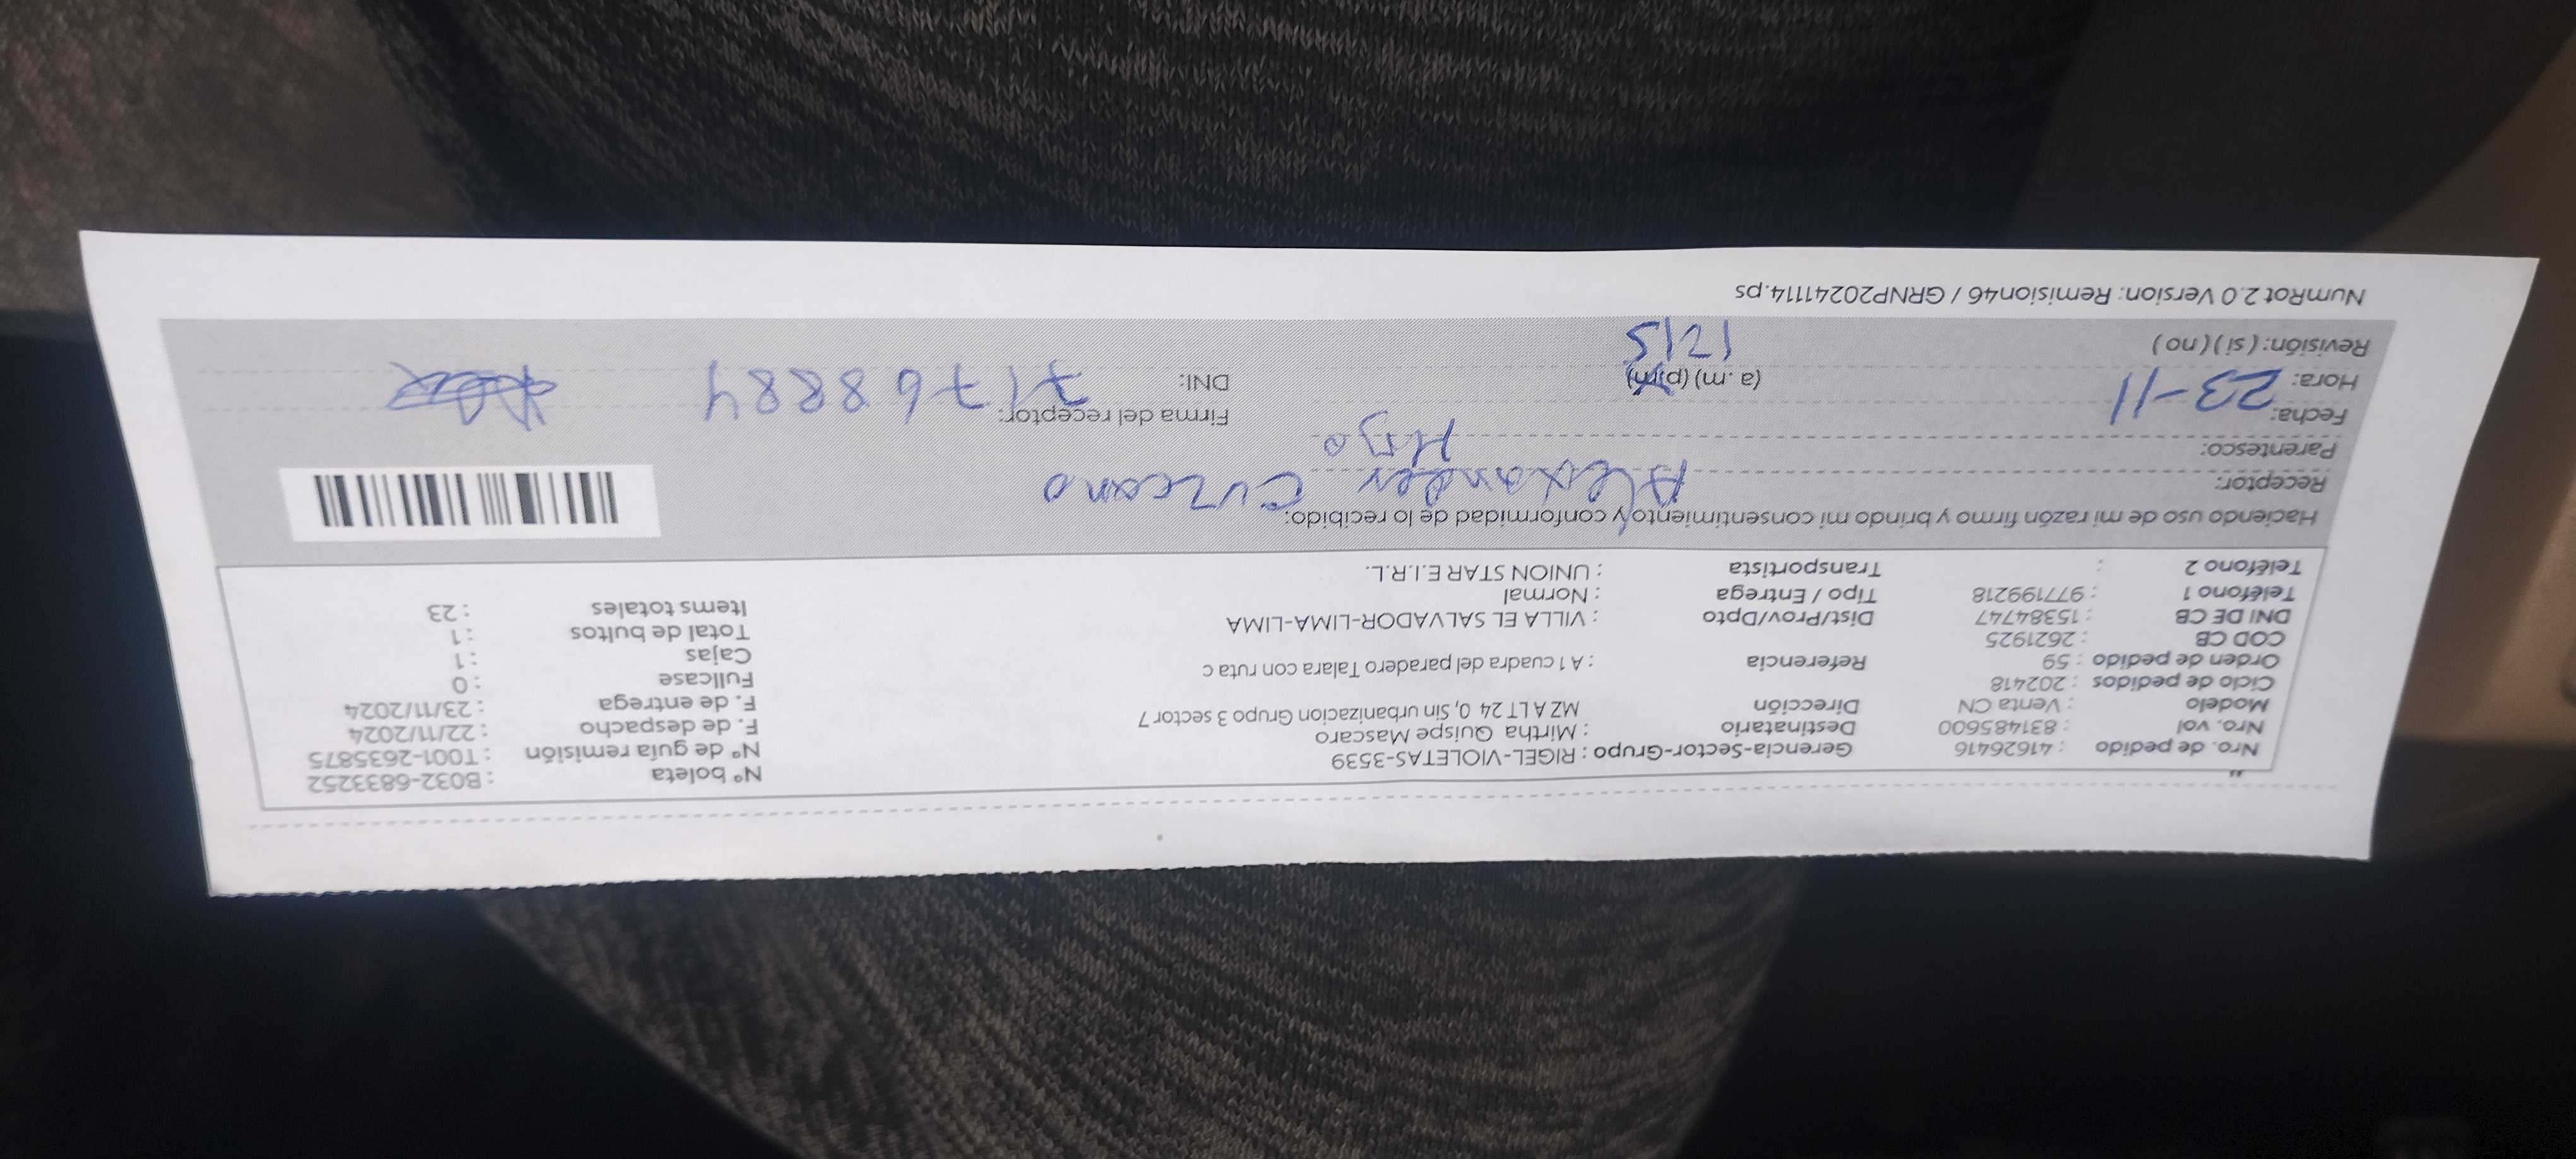 Nro. de pedido : 41626416 Gerencia-Sector-Grupo : RIGEL-VIOLETAS-3539 N° boleta : B032-6833252
Nro. vol : 831485600 Destinatario : Mirtha Quispe Mascaro N° de guía remisión : T001-2635875
Modelo : Venta CN Dirección MZ A LT 24 0, Sin urbanizacion Grupo 3 sector 7 F. de despacho : 22/11/2024
Ciclo de pedidos : 202418 F. de entrega : 23/11/2024
Orden de pedido : 59 Referencia : A 1 cuadra del paradero Talara con ruta c Fullcase : 0
COD CB : 2621925 Cajas : 1
DNI DE CB : 15384747 Dist/Prov/Dpto : VILLA EL SALVADOR-LIMA-LIMA Total de bultos : 1
Teléfono 1 : 977199218 Tipo / Entrega : Normal Items totales : 23
Teléfono 2 : Transportista : UNION STAR E.I.R.L.
Haciendo uso de mi razón firmo y brindo mi consentimiento y conformidad de lo recibido:
Receptor: Alexander Cuzcano
Parentesco: Hijo
Fecha: 23-11 Firma del receptor:
Hora: (a.m) (p.m) DNI: 71768884
1215
Revisión: (si) (no)
NumRot 2.0 Version: Remision46 / GRNP20241114.ps